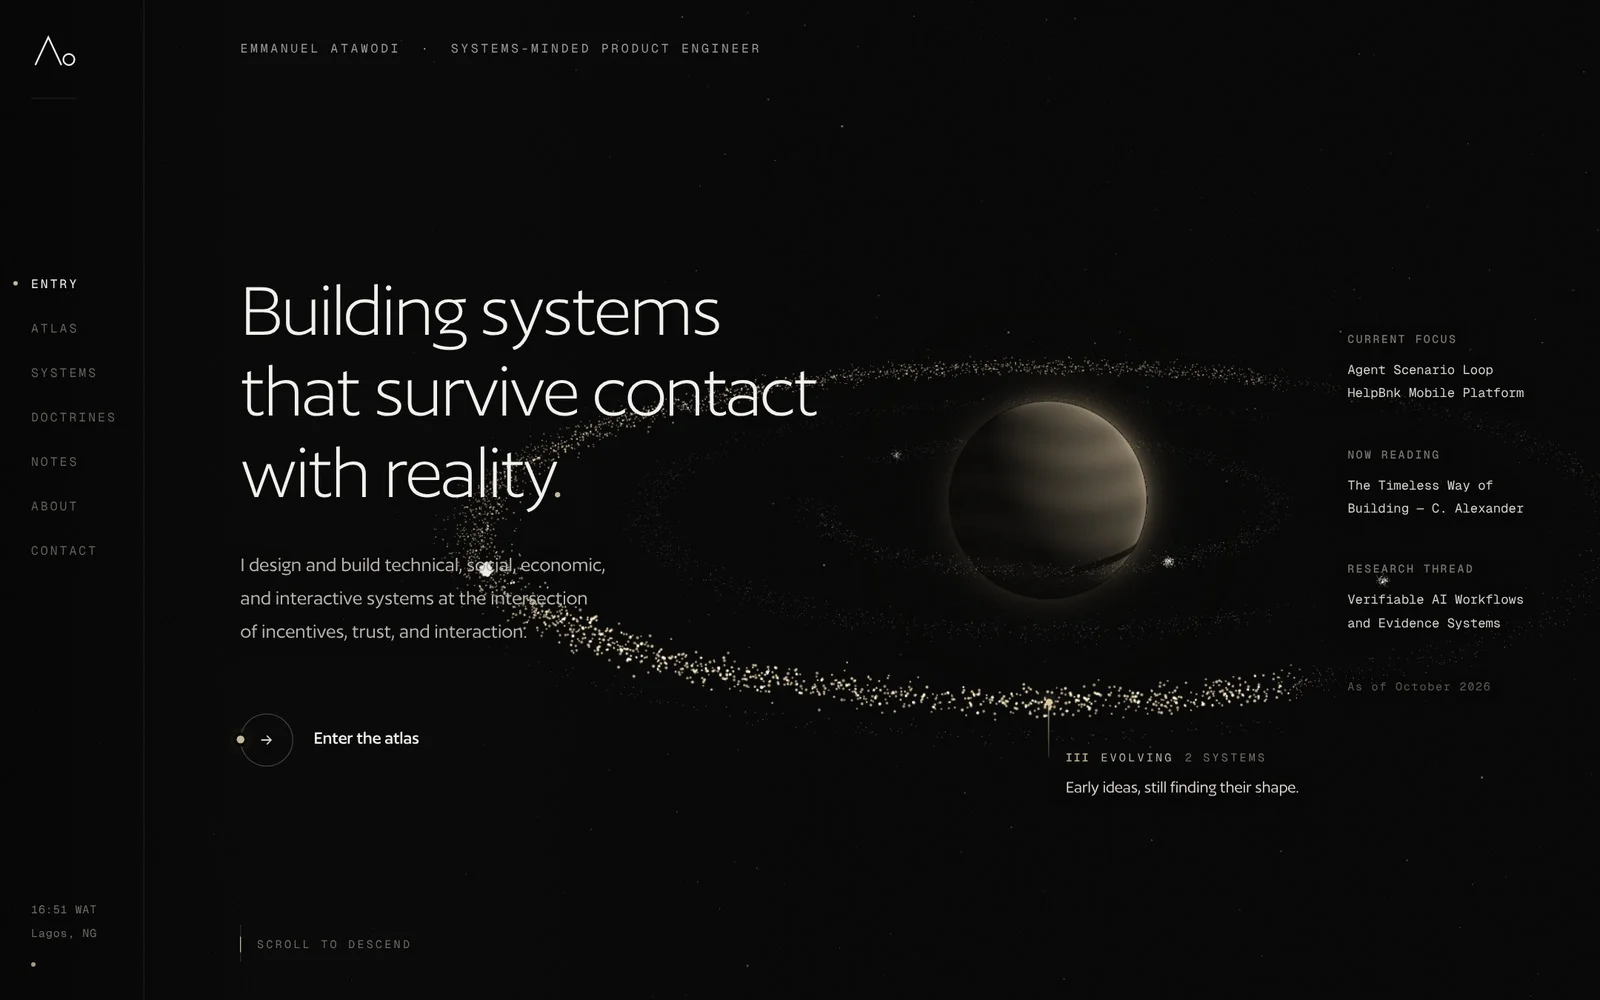 EMMANUEL ATAWODI · SYSTEMS-MINDED PRODUCT ENGINEER
ENTRY
ATLAS
SYSTEMS
DOCTRINES
NOTES
ABOUT
CONTACT
16:51 WAT
Lagos, NG
Building systems
that survive contact
with reality.
I design and build technical, social, economic,
and interactive systems at the intersection
of incentives, trust, and interaction.
→ Enter the atlas
SCROLL TO DESCEND
III EVOLVING 2 SYSTEMS
Early ideas, still finding their shape.
CURRENT FOCUS
Agent Scenario Loop
HelpBnk Mobile Platform
NOW READING
The Timeless Way of
Building — C. Alexander
RESEARCH THREAD
Verifiable AI Workflows
and Evidence Systems
As of October 2026